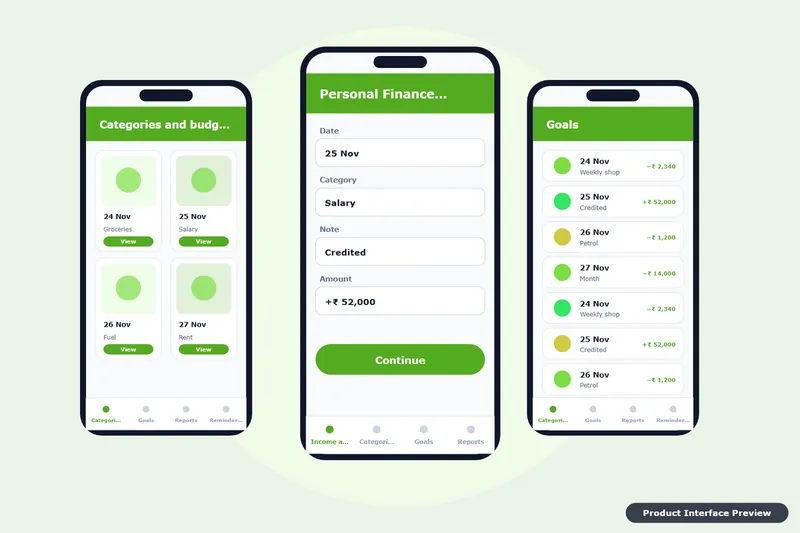 Categories and budg...
24 Nov
Groceries
View
25 Nov
Salary
View
26 Nov
Fuel
View
27 Nov
Rent
View
Categori...
Goals
Reports
Reminder...
Personal Finance...
Date
25 Nov
Category
Salary
Note
Credited
Amount
+₹ 52,000
Continue
Income a...
Categori...
Goals
Reports
Goals
24 Nov
Weekly shop
−₹ 2,340
25 Nov
Credited
+₹ 52,000
26 Nov
Petrol
−₹ 1,200
27 Nov
Month
−₹ 14,000
24 Nov
Weekly shop
−₹ 2,340
25 Nov
Credited
+₹ 52,000
26 Nov
Petrol
−₹ 1,200
Categori...
Goals
Reports
Reminder...
Product Interface Preview